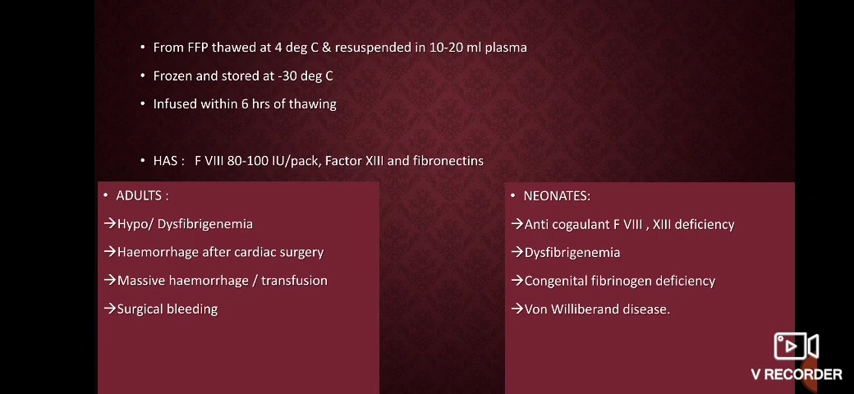 • From FFP thawed at 4 deg C & resuspended in 10-20 ml plasma
• Frozen and stored at -30 deg C
• Infused within 6 hrs of thawing
• HAS : F VIII 80-100 IU/pack, Factor XIII and fibronectins
• ADULTS :
→Hypo/ Dysfibrigenemia
→Haemorrhage after cardiac surgery
→Massive haemorrhage / transfusion
→Surgical bleeding
• NEONATES:
→Anti cogaulant F VIII , XIII deficiency
→Dysfibrigenemia
→Congenital fibrinogen deficiency
→Von Williberand disease.
V RECORDER